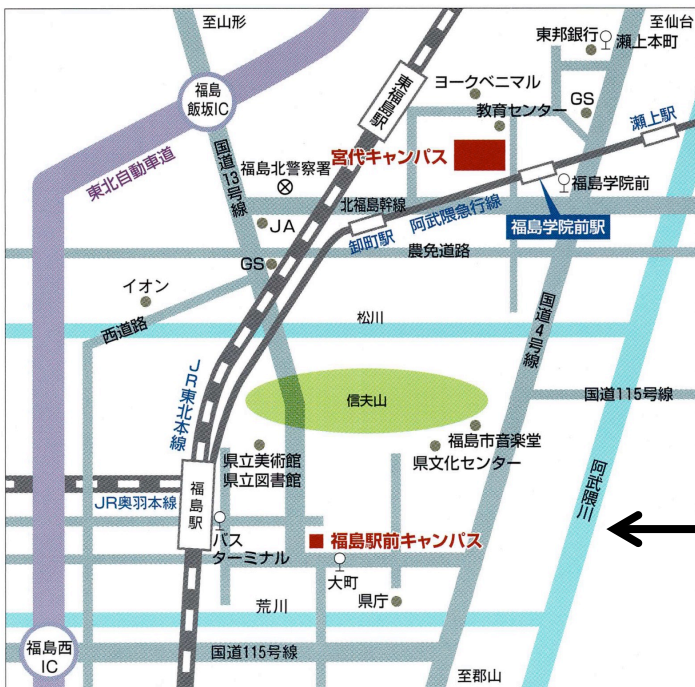 至山形
至仙台
東邦銀行
瀬上本町
ヨークベニマル
福島
飯坂IC
東福島駅
教育センター
GS
瀬上駅
東北自動車道
国道13号線
福島北警察署
宮代キャンパス
福島学院前
北福島幹線
阿武隈急行線
福島学院前駅
JA
卸町駅
農免道路
GS
イオン
西道路
松川
国道4号線
JR東北本線
信夫山
国道115号線
福島市音楽堂
県文化センター
県立美術館
県立図書館
阿武隈川
JR奥羽本線
福島駅
バス
ターミナル
福島駅前キャンパス
大町
県庁
荒川
福島西
IC
国道115号線
至郡山